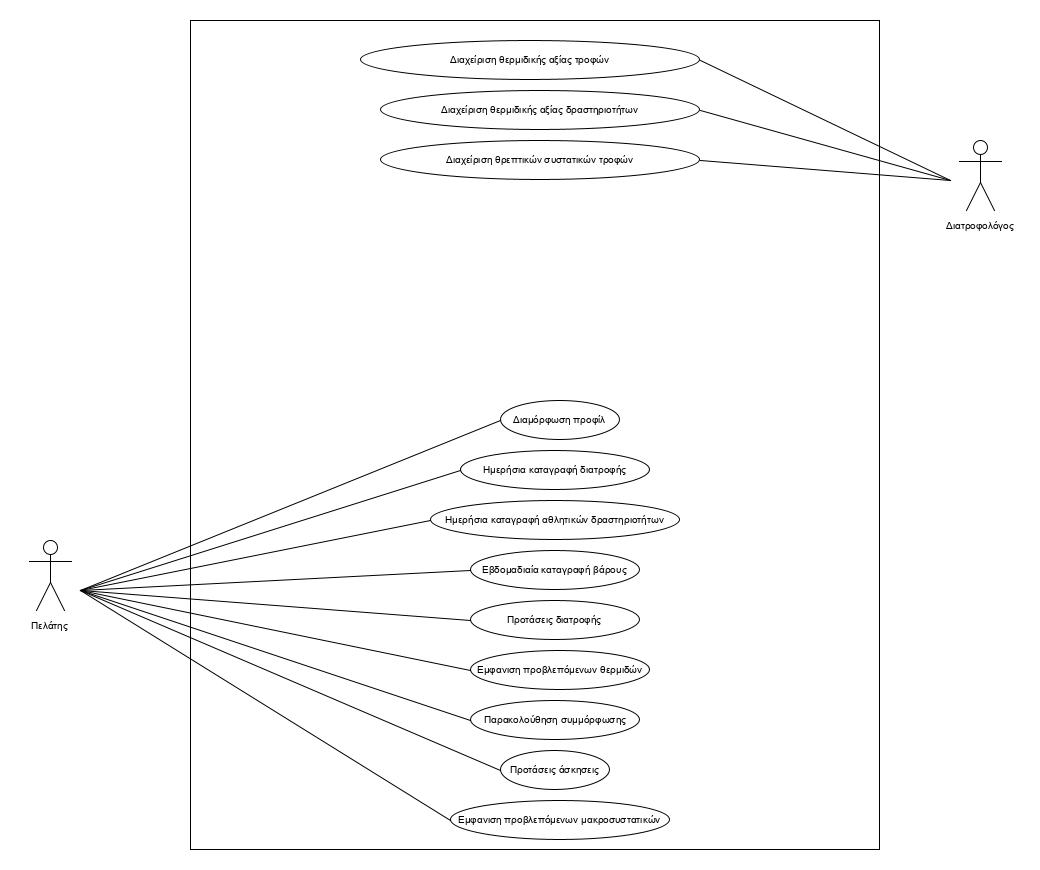 Διαχείριση θερμιδικής αξίας τροφών
Διαχείριση θερμιδικής αξίας δραστηριοτήτων
Διαχείριση θρεπτικών συστατικών τροφών
Διατροφολόγος
Διαμόρφωση προφίλ
Ημερήσια καταγραφή διατροφής
Ημερήσια καταγραφή αθλητικών δραστηριοτήτων
Εβδομαδιαία καταγραφή βάρους
Προτάσεις διατροφής
Πελάτης
Εμφανιση προβλεπόμενων θερμιδών
Παρακολούθηση συμμόρφωσης
Προτάσεις άσκησεις
Εμφανιση προβλεπόμενων μακροσυστατικών